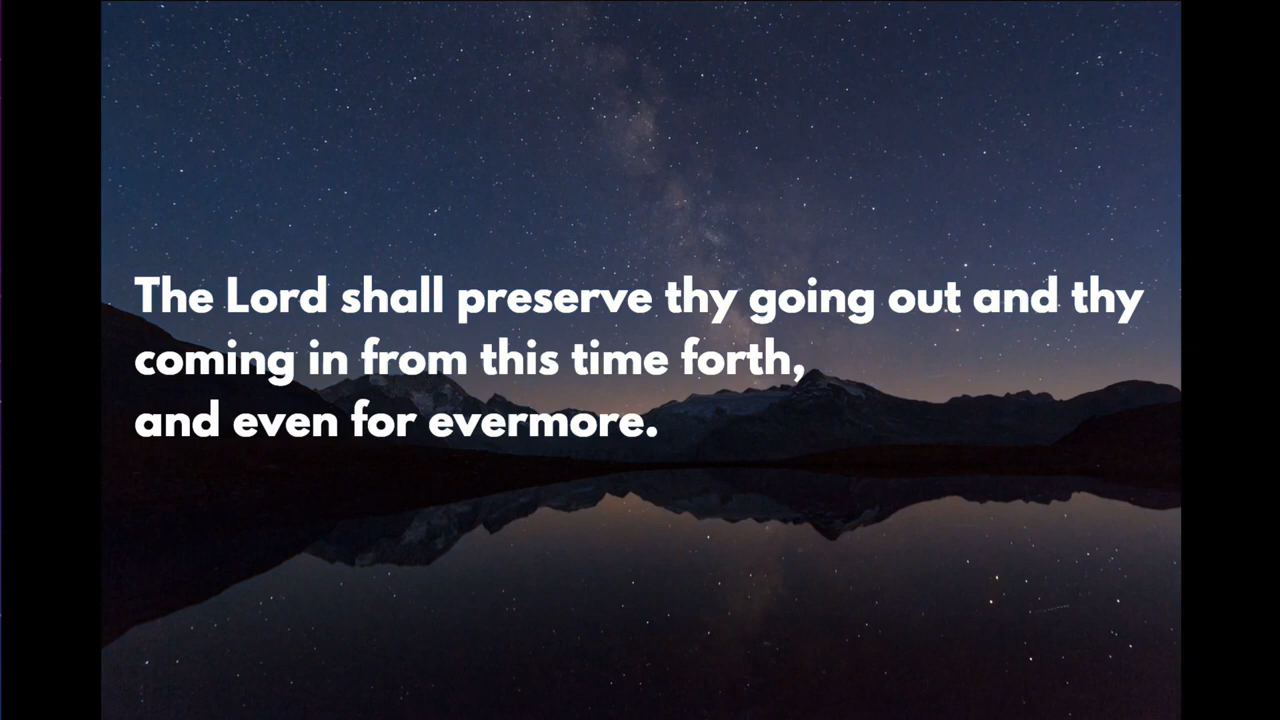 The Lord shall preserve thy going out and thy
coming in from this time forth,
and even for evermore.